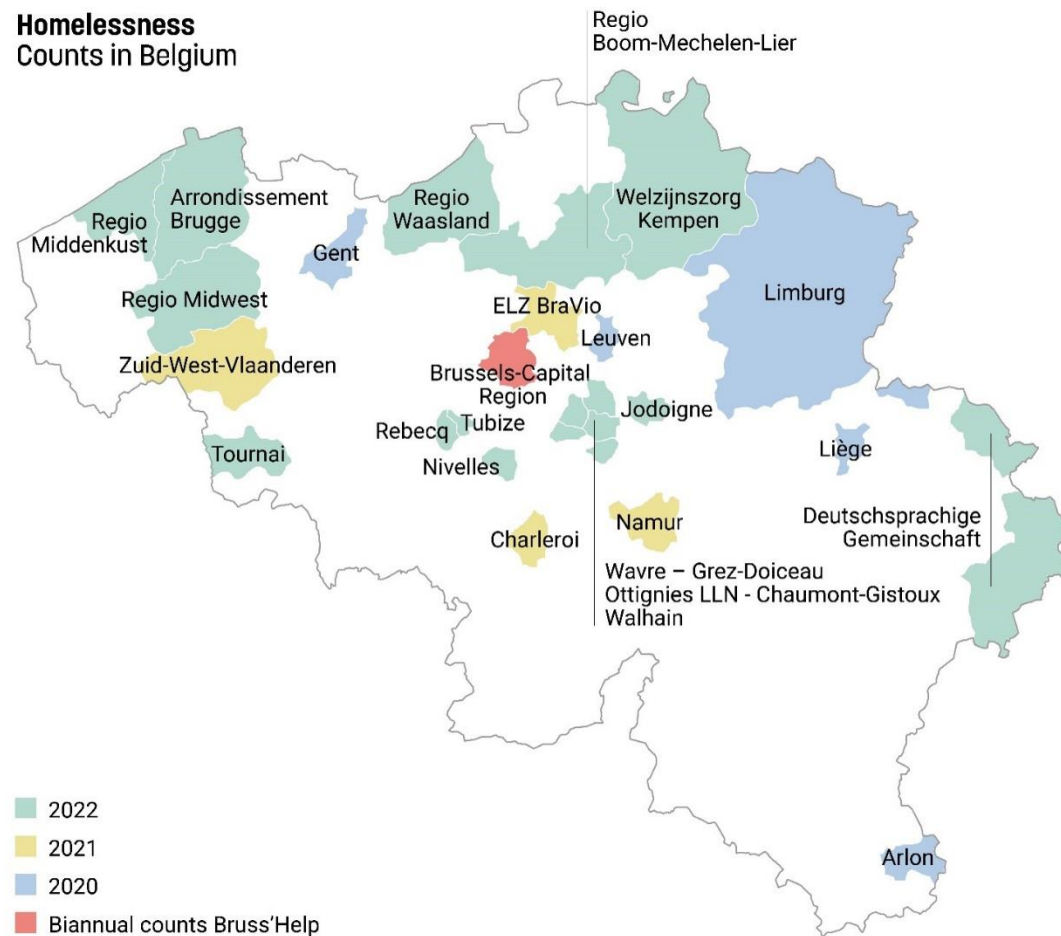 Homelessness
Counts in Belgium
Regio
Boom-Mechelen-Lier
Arrondissement
Brugge
Regio
Middenkust
Gent
Regio
Waasland
Welzijnszorg
Kempen
Regio Midwest
Limburg
ELZ BraVio
Leuven
Zuid-West-Vlaanderen
Brussels-Capital
Region
Jodoigne
Tubize
Rebecq
Nivelles
Tournai
Liège
Charleroi
Namur
Deutschsprachige
Gemeinschaft
Wavre – Grez-Doiceau
Ottignies LLN - Chaumont-Gistoux
Walhain
Arlon
2022
2021
2020
Biannual counts Bruss'Help